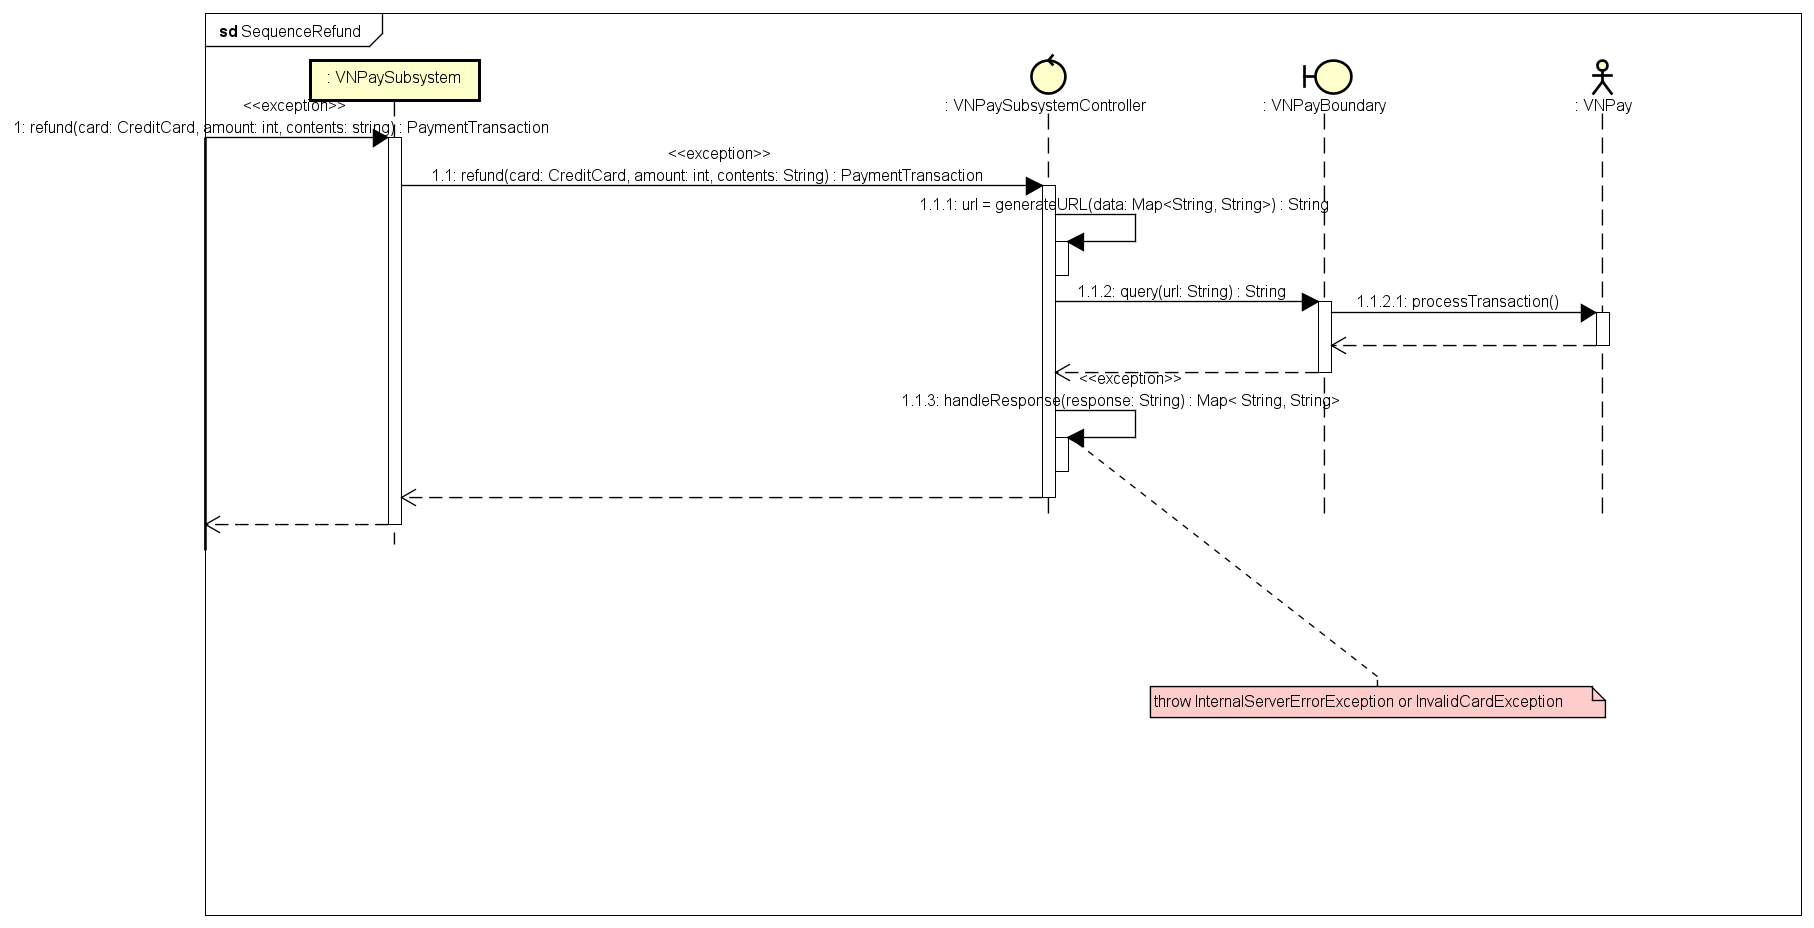 sd SequenceRefund
: VNPaySubsystem
: VNPaySubsystemController
: VNPayBoundary
: VNPay
<<exception>>
1: refund(card: CreditCard, amount: int, contents: string) : PaymentTransaction
<<exception>>
1.1: refund(card: CreditCard, amount: int, contents: String) : PaymentTransaction
1.1.1: url = generateURL(data: Map<String, String>) : String
1.1.2: query(url: String) : String
1.1.2.1: processTransaction()
<<exception>>
1.1.3: handleResponse(response: String) : Map< String, String>
throw InternalServerErrorException or InvalidCardException